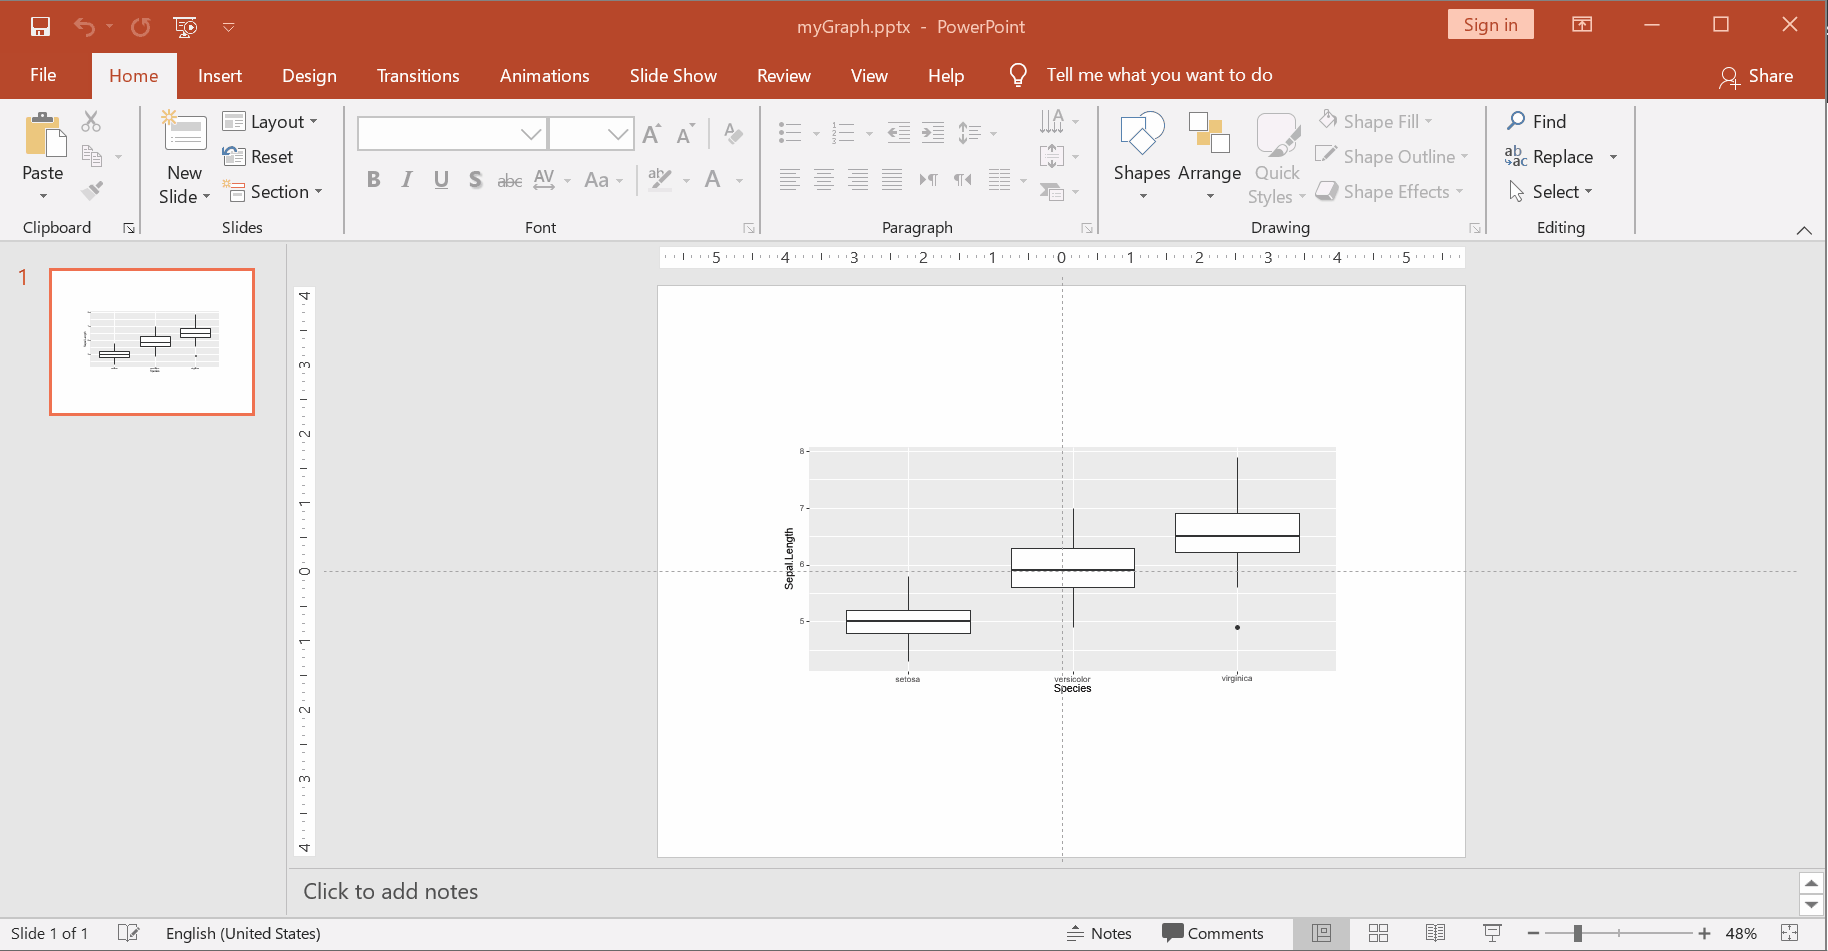 myGraph.pptx - PowerPoint
Sign in
File Home Insert Design Transitions Animations Slide Show Review View Help Tell me what you want to do Share
Paste
Clipboard
New
Slide
Layout
Reset
Section
Slides
B I U S abc AV Aa ab A
Font
Paragraph
Shapes
Arrange
Quick
Styles
Shape Fill
Shape Outline
Shape Effects
Drawing
Find
Replace
Select
Editing
1
5 4 3 2 1 0 1 2 3 4 5
4
3
2
1
0
1
2
3
4
Sepal.Length
8
7
6
5
setosa versicolor virginica
Species
Click to add notes
Slide 1 of 1 English (United States) Notes Comments 48%